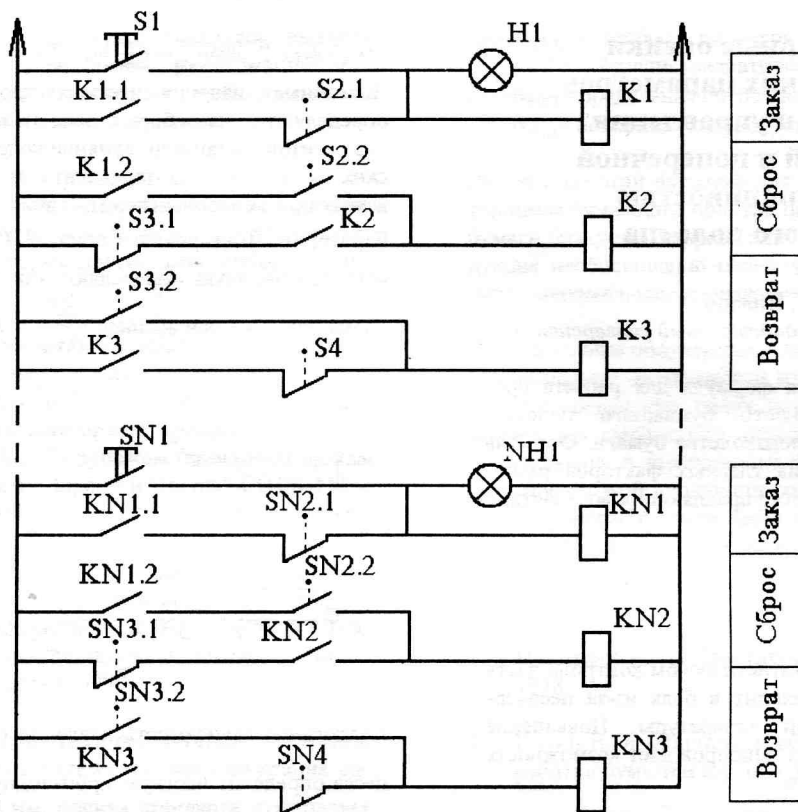 S1
H1
K1.1
S2.1
K1
Заказ
K1.2
S2.2
S3.1
K2
K2
Сброс
S3.2
K3
S4
K3
Возврат
SN1
NH1
KN1.1
SN2.1
KN1
Заказ
KN1.2
SN2.2
SN3.1
KN2
KN2
Сброс
SN3.2
KN3
SN4
KN3
Возврат